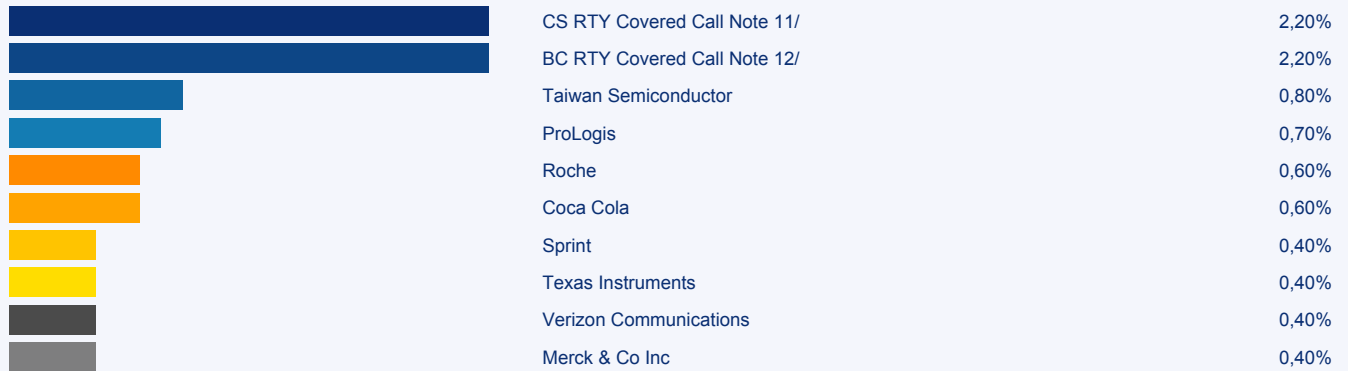 CS RTY Covered Call Note 11/ 2,20%
BC RTY Covered Call Note 12/ 2,20%
Taiwan Semiconductor 0,80%
ProLogis 0,70%
Roche 0,60%
Coca Cola 0,60%
Sprint 0,40%
Texas Instruments 0,40%
Verizon Communications 0,40%
Merck & Co Inc 0,40%